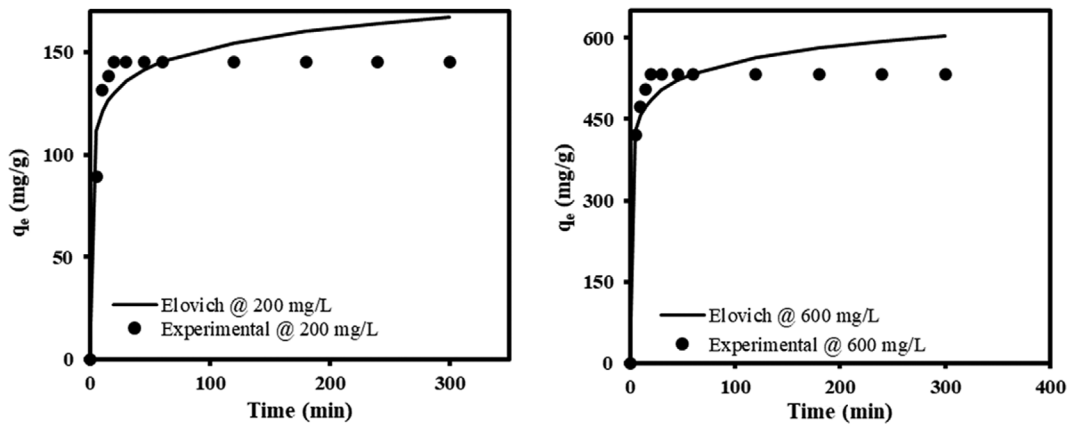 150
100
50
0
qe (mg/g)
Elovich @ 200 mg/L
Experimental @ 200 mg/L
0 100 200 300
Time (min)
600
450
300
150
0
qe (mg/g)
Elovich @ 600 mg/L
Experimental @ 600 mg/L
0 100 200 300 400
Time (min)